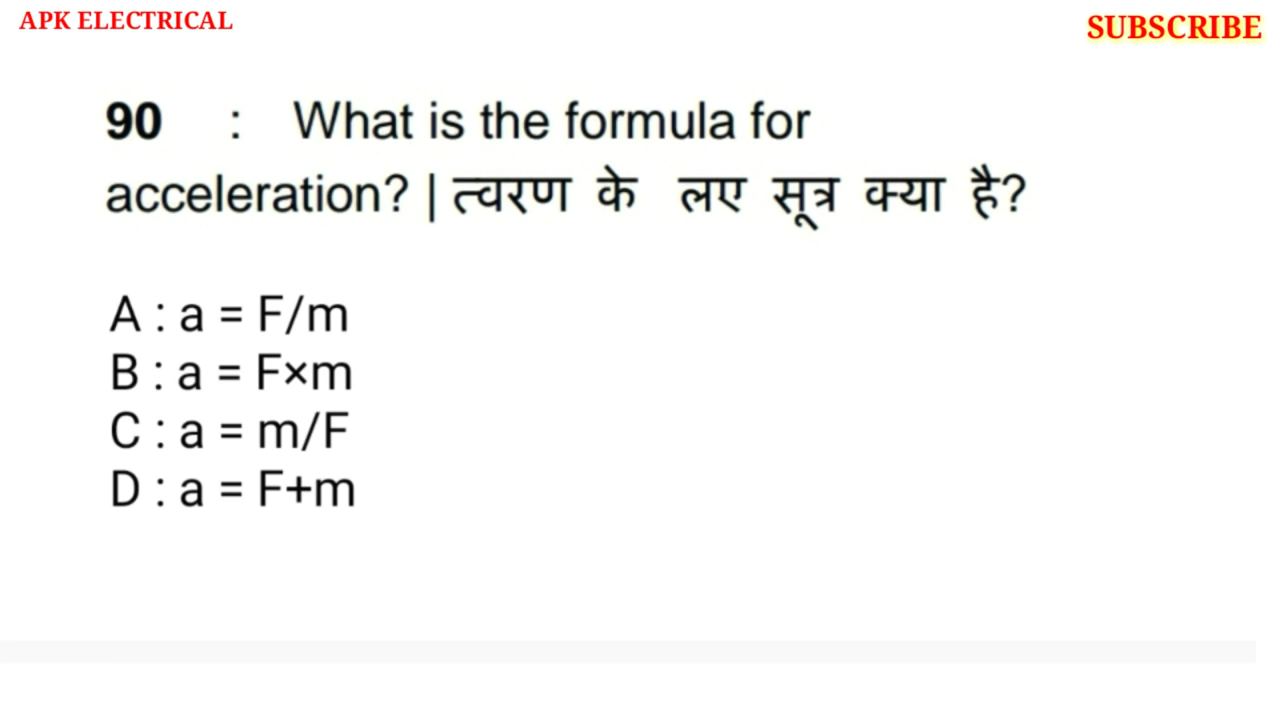 APK ELECTRICAL
SUBSCRIBE
90 : What is the formula for
acceleration? | त्वरण के लए सूत्र क्या है?
A : a = F/m
B : a = F×m
C : a = m/F
D : a = F+m